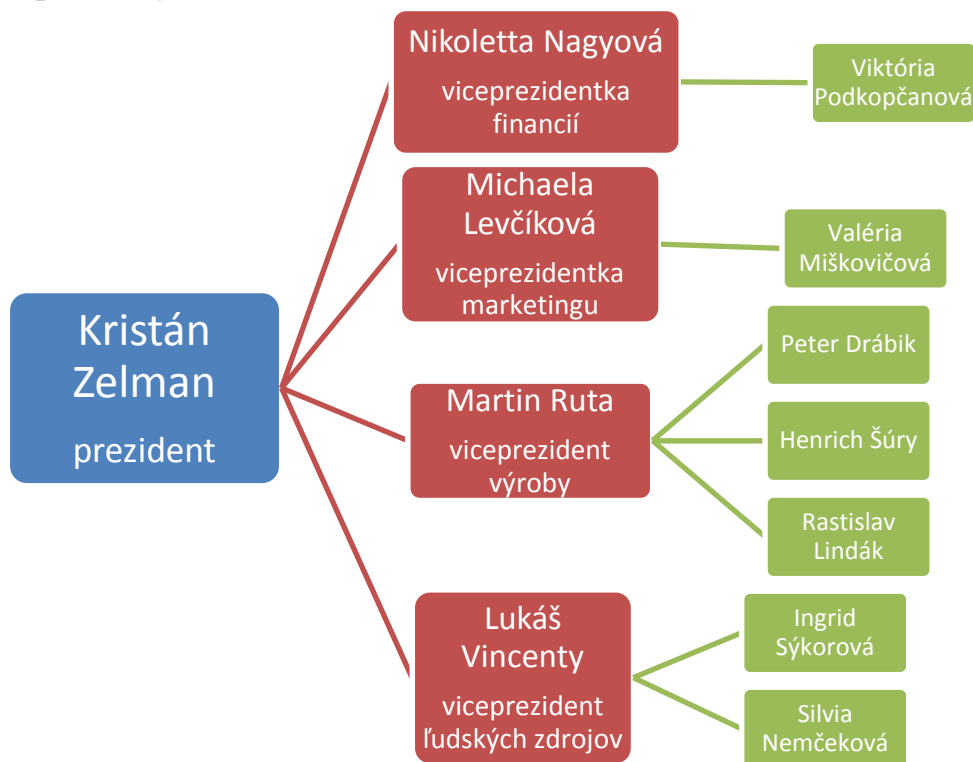 Kristán
Zelman
prezident
Nikoletta Nagyová
viceprezidentka
financií
Viktória
Podkopčanová
Michaela
Levčíková
viceprezidentka
marketingu
Valéria
Miškovičová
Martin Ruta
viceprezident
výroby
Peter Drábik
Henrich Šúry
Rastislav
Lindák
Lukáš
Vincenty
viceprezident
ľudských zdrojov
Ingrid
Sýkorová
Silvia
Nemčeková